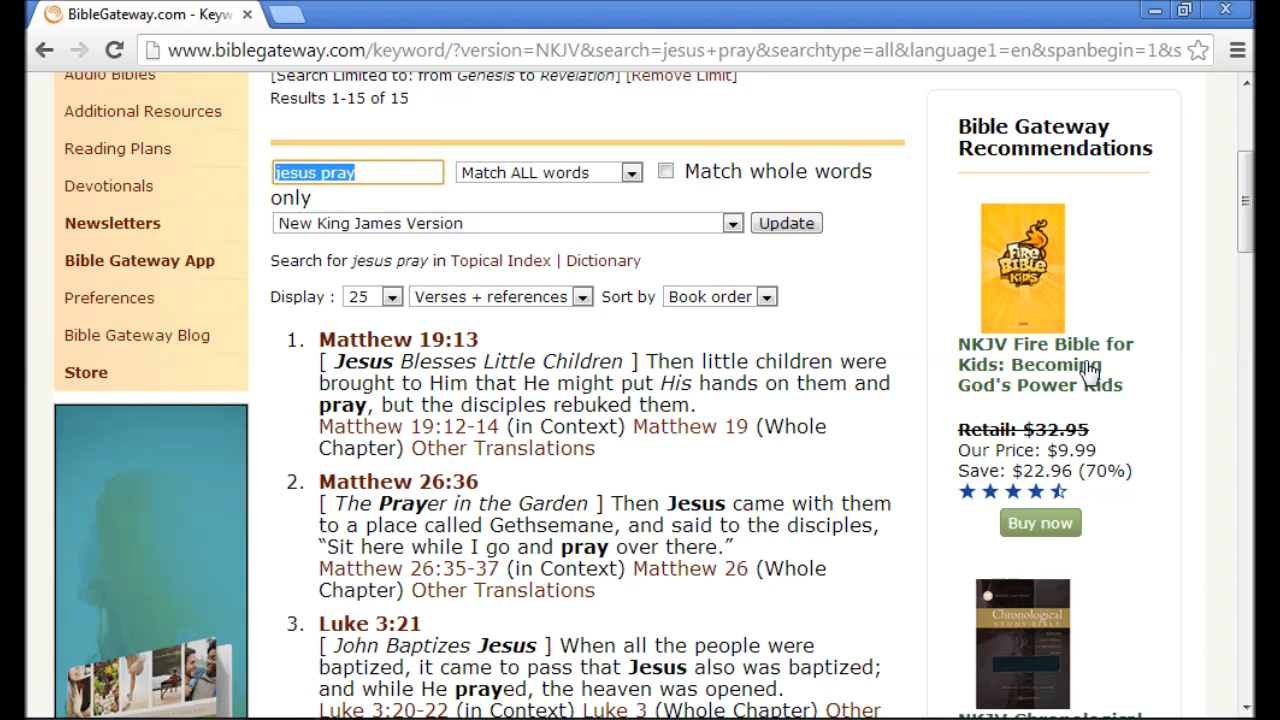 BibleGateway.com - Keyw
www.biblegateway.com/keyword/?version=NKJV&search=jesus+pray&searchtype=all&language1=en&spanbegin=1&s
Audio Bibles
Additional Resources
Reading Plans
Devotionals
Newsletters
Bible Gateway App
Preferences
Bible Gateway Blog
Store
[Search Limited to: from Genesis to Revelation] [Remove Limit]
Results 1-15 of 15
jesus pray
Match ALL words
Match whole words
only
New King James Version
Update
Search for jesus pray in Topical Index | Dictionary
Display : 25 Verses + references Sort by Book order
1. Matthew 19:13
[ Jesus Blesses Little Children ] Then little children were
brought to Him that He might put His hands on them and
pray, but the disciples rebuked them.
Matthew 19:12-14 (in Context) Matthew 19 (Whole
Chapter) Other Translations
2. Matthew 26:36
[ The Prayer in the Garden ] Then Jesus came with them
to a place called Gethsemane, and said to the disciples,
“Sit here while I go and pray over there.”
Matthew 26:35-37 (in Context) Matthew 26 (Whole
Chapter) Other Translations
3. Luke 3:21
[ John Baptizes Jesus ] When all the people were
baptized, it came to pass that Jesus also was baptized;
and while He prayed, the heaven was opened.
Luke 3:20-22 (in Context) Luke 3 (Whole Chapter) Other
Bible Gateway
Recommendations
FIRE BIBLE KIDS
NKJV Fire Bible for
Kids: Becoming
God's Power Kids
Retail: $32.95
Our Price: $9.99
Save: $22.96 (70%)
Buy now
Chronological
STUDY BIBLE
NKJV Chronological